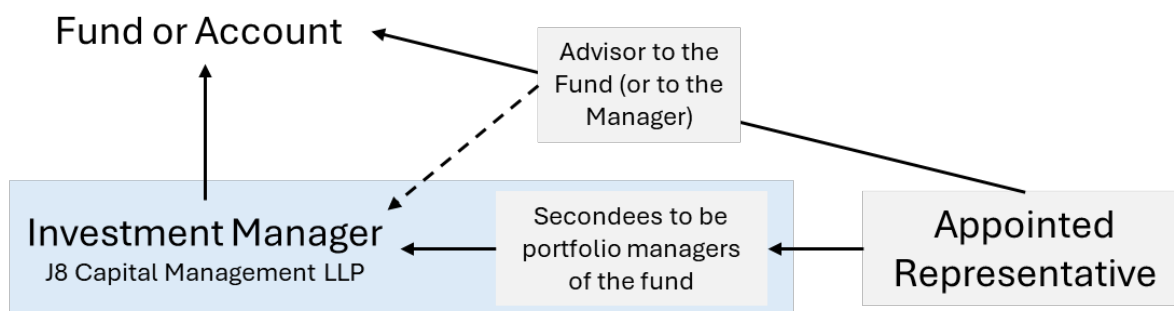 Fund or Account
Advisor to the
Fund (or to the
Manager)
Investment Manager
J8 Capital Management LLP
Secondees to be
portfolio managers
of the fund
Appointed
Representative